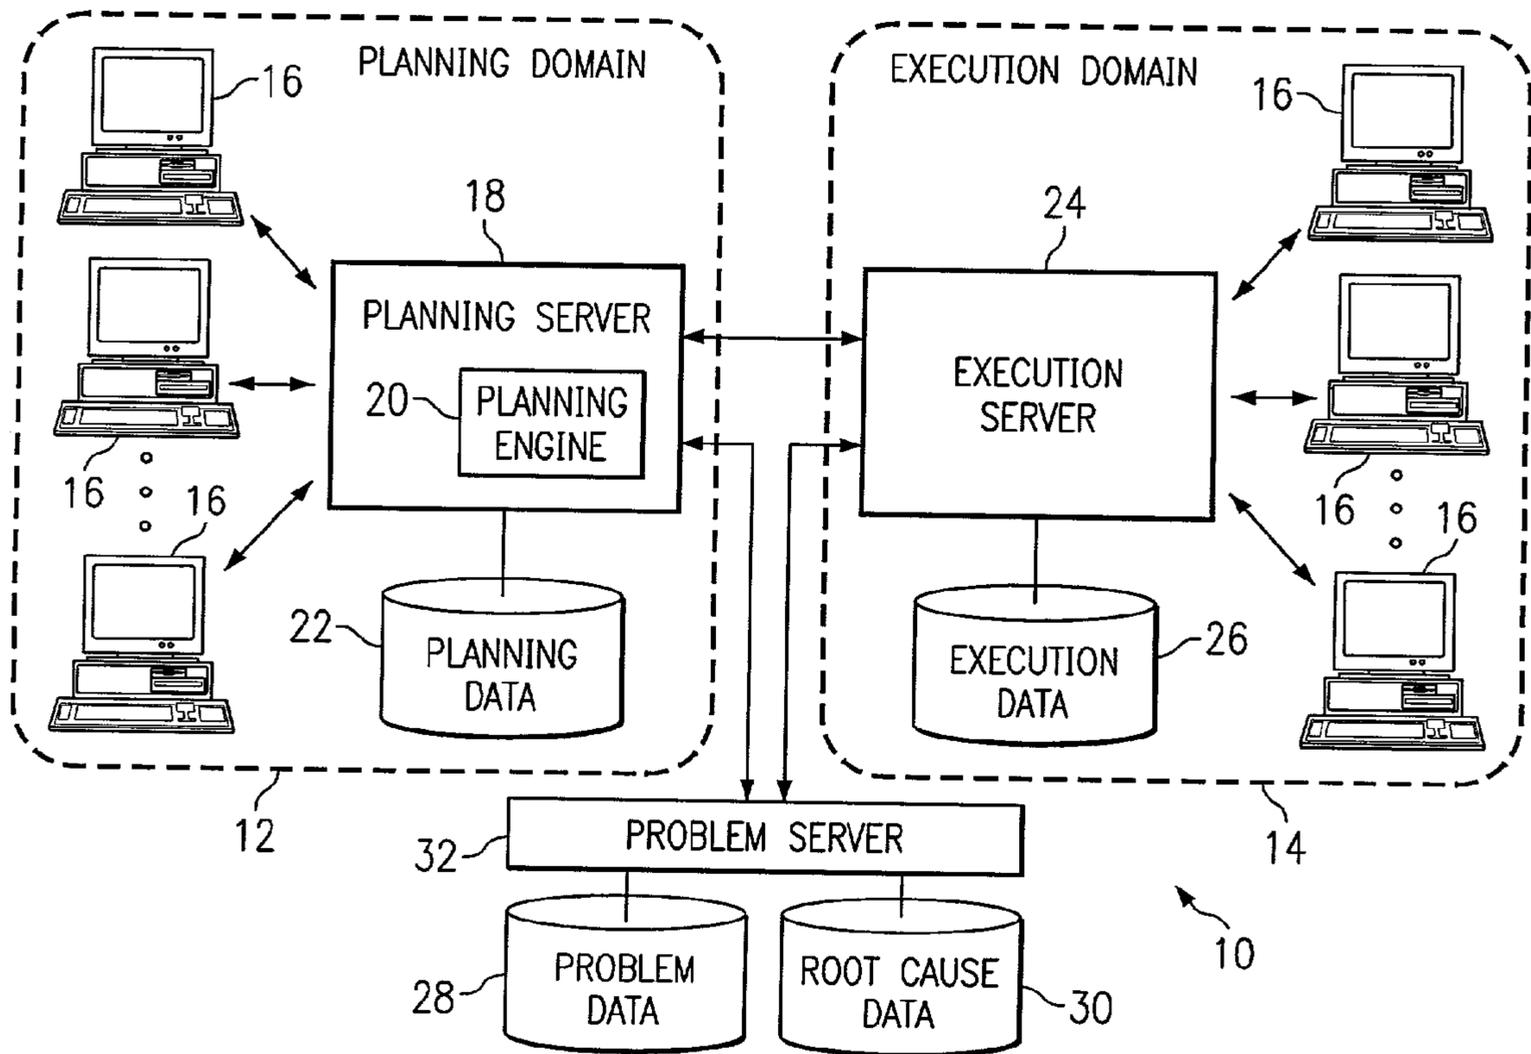 PLANNING DOMAIN
16
18
PLANNING SERVER
20
PLANNING
ENGINE
16
16
22
PLANNING
DATA
12
EXECUTION DOMAIN
16
24
EXECUTION
SERVER
16
16
26
EXECUTION
DATA
14
32
PROBLEM SERVER
28
PROBLEM
DATA
ROOT CAUSE
DATA
30
10